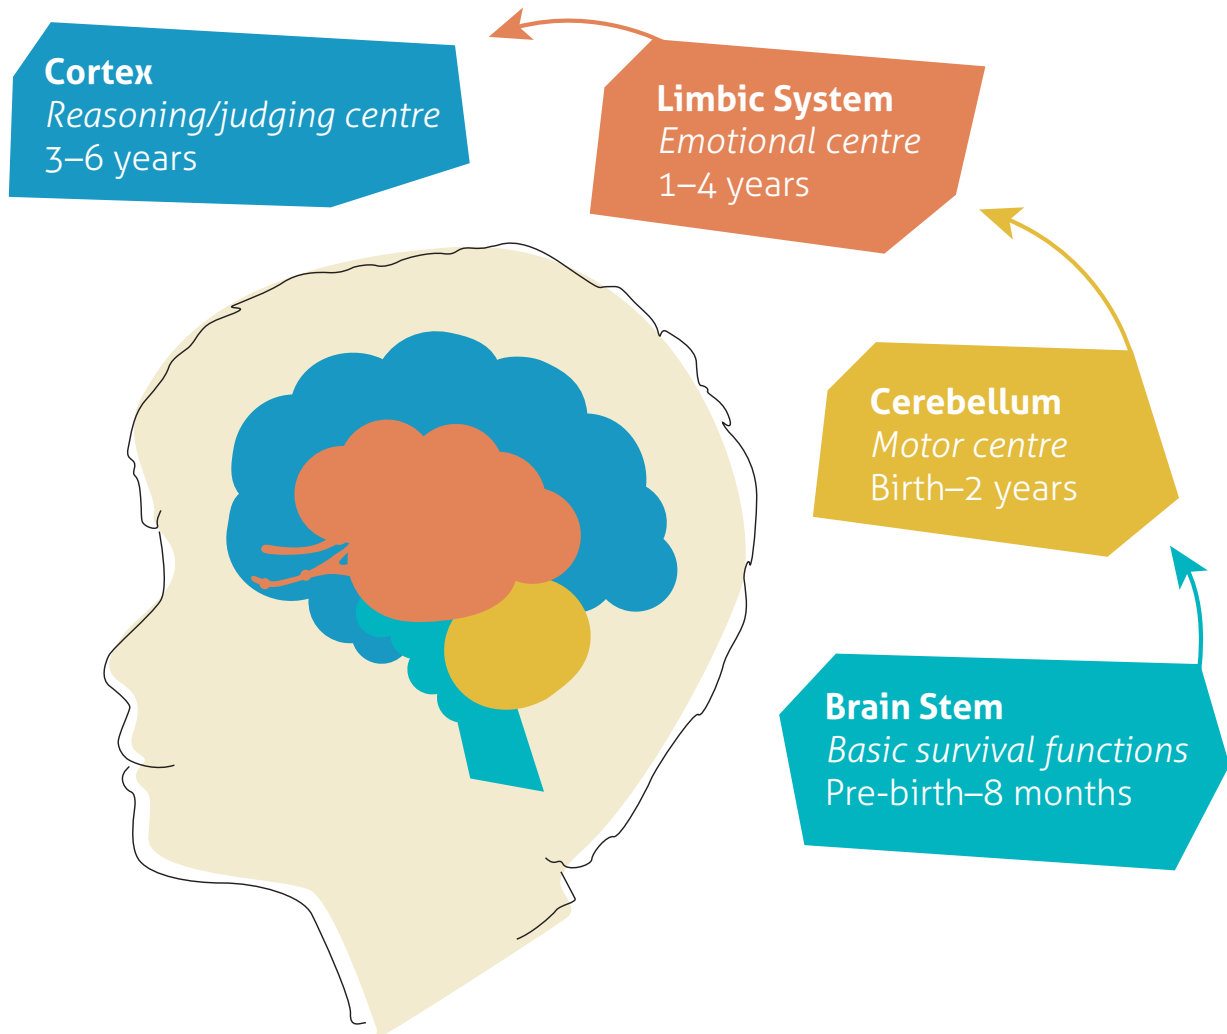 Cortex
Reasoning/judging centre
3–6 years
Limbic System
Emotional centre
1–4 years
Cerebellum
Motor centre
Birth–2 years
Brain Stem
Basic survival functions
Pre-birth–8 months